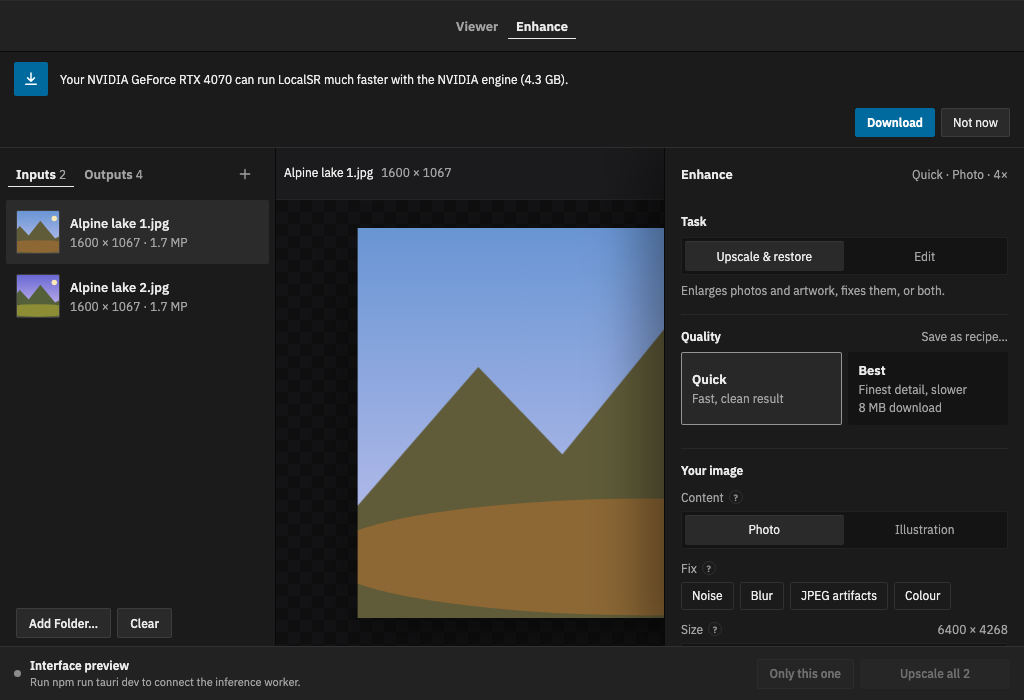 Viewer
Enhance
Your NVIDIA GeForce RTX 4070 can run LocalSR much faster with the NVIDIA engine (4.3 GB).
Download
Not now
Inputs 2
Outputs 4
+
Alpine lake 1.jpg
1600 × 1067 · 1.7 MP
Alpine lake 2.jpg
1600 × 1067 · 1.7 MP
Add Folder...
Clear
Alpine lake 1.jpg 1600 × 1067
Enhance
Quick · Photo · 4×
Task
Upscale & restore
Edit
Enlarges photos and artwork, fixes them, or both.
Quality
Save as recipe...
Quick
Fast, clean result
Best
Finest detail, slower
8 MB download
Your image
Content ?
Photo
Illustration
Fix ?
Noise
Blur
JPEG artifacts
Colour
Size ?
6400 × 4268
Interface preview
Run npm run tauri dev to connect the inference worker.
Only this one
Upscale all 2